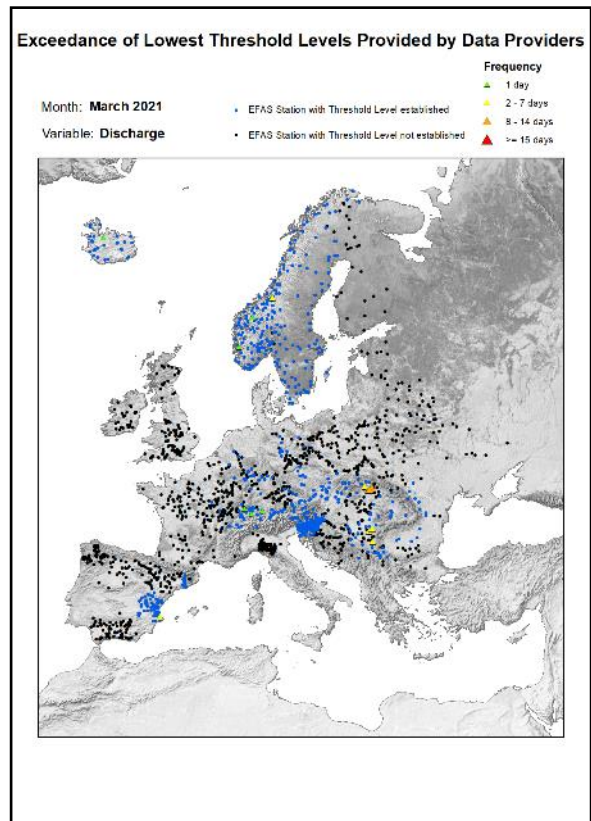 Exceedance of Lowest Threshold Levels Provided by Data Providers
Frequency
1 day
2 - 7 days
8 - 14 days
>= 15 days
Month: March 2021
EFAS Station with Threshold Level established
Variable: Discharge
EFAS Station with Threshold Level not established